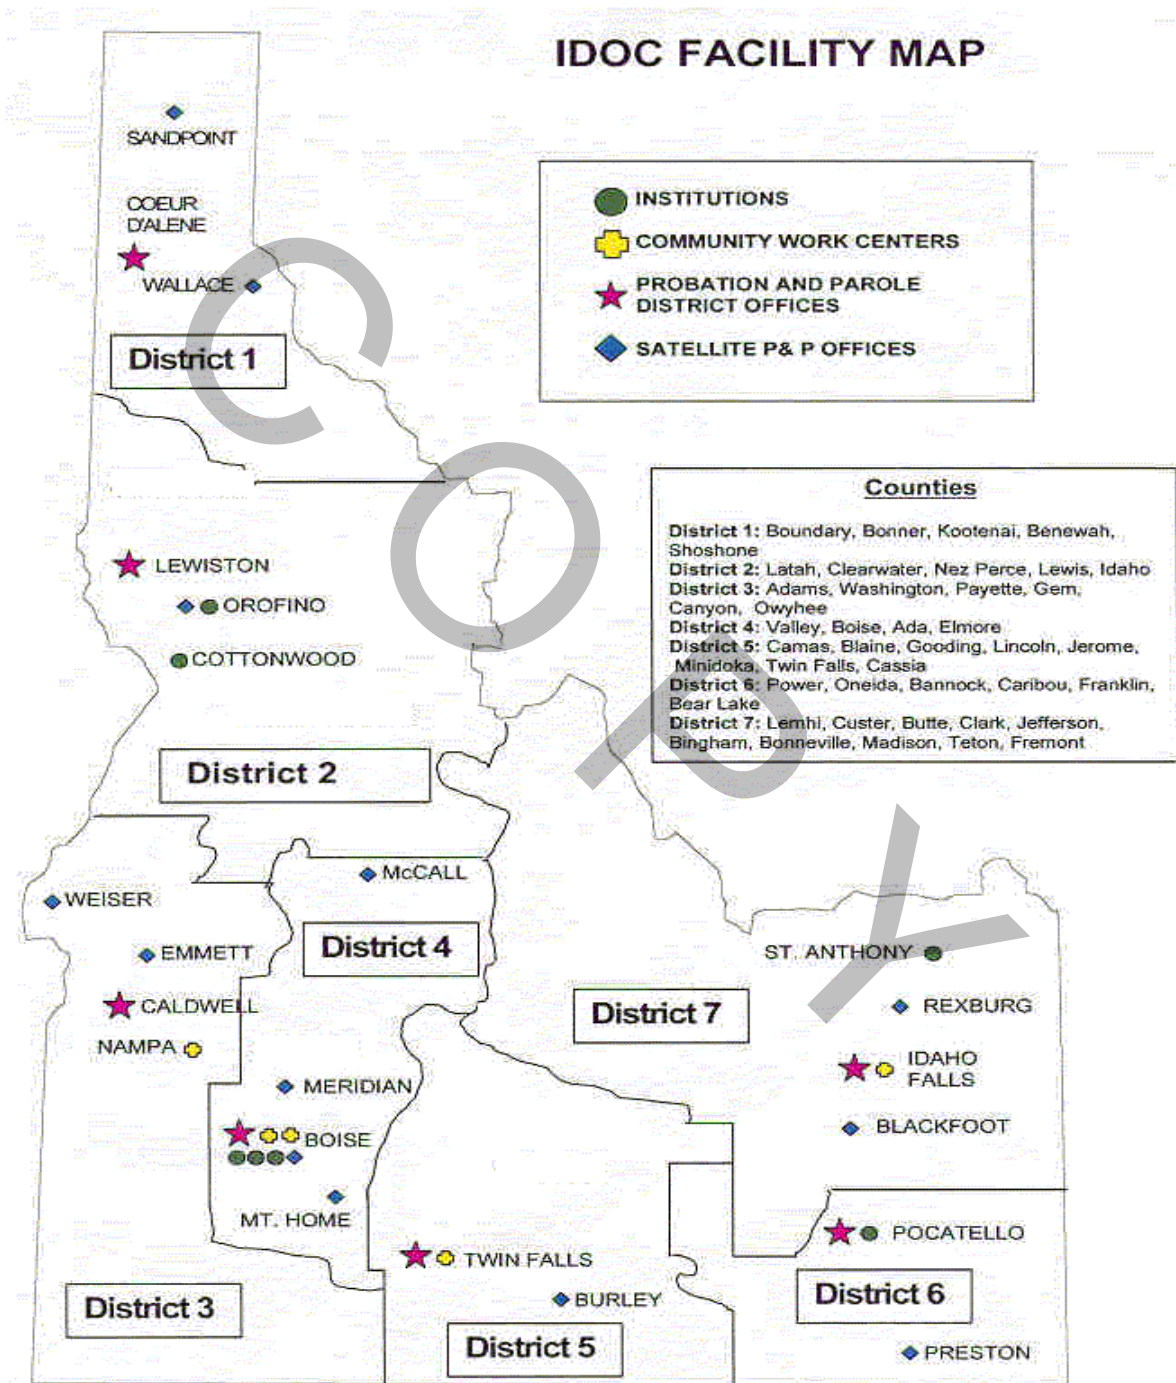 IDOC FACILITY MAP
SANDPOINT
COEUR
D'ALENE
WALLACE
District 1
INSTITUTIONS
COMMUNITY WORK CENTERS
PROBATION AND PAROLE
DISTRICT OFFICES
SATELLITE P& P OFFICES
Counties
District 1: Boundary, Bonner, Kootenai, Benewah,
Shoshone
District 2: Latah, Clearwater, Nez Perce, Lewis, Idaho
District 3: Adams, Washington, Payette, Gem,
Canyon, Owyhee
District 4: Valley, Boise, Ada, Elmore
District 5: Camas, Blaine, Gooding, Lincoln, Jerome,
Minidoka, Twin Falls, Cassia
District 6: Power, Oneida, Bannock, Caribou, Franklin,
Bear Lake
District 7: Lemhi, Custer, Butte, Clark, Jefferson,
Bingham, Bonneville, Madison, Teton, Fremont
LEWISTON
OROFINO
COTTONWOOD
District 2
McCALL
WEISER
EMMETT
District 4
CALDWELL
NAMPA
MERIDIAN
BOISE
MT. HOME
District 3
ST. ANTHONY
REXBURG
District 7
IDAHO
FALLS
BLACKFOOT
POCATELLO
TWIN FALLS
BURLEY
District 6
District 5
PRESTON
COPY